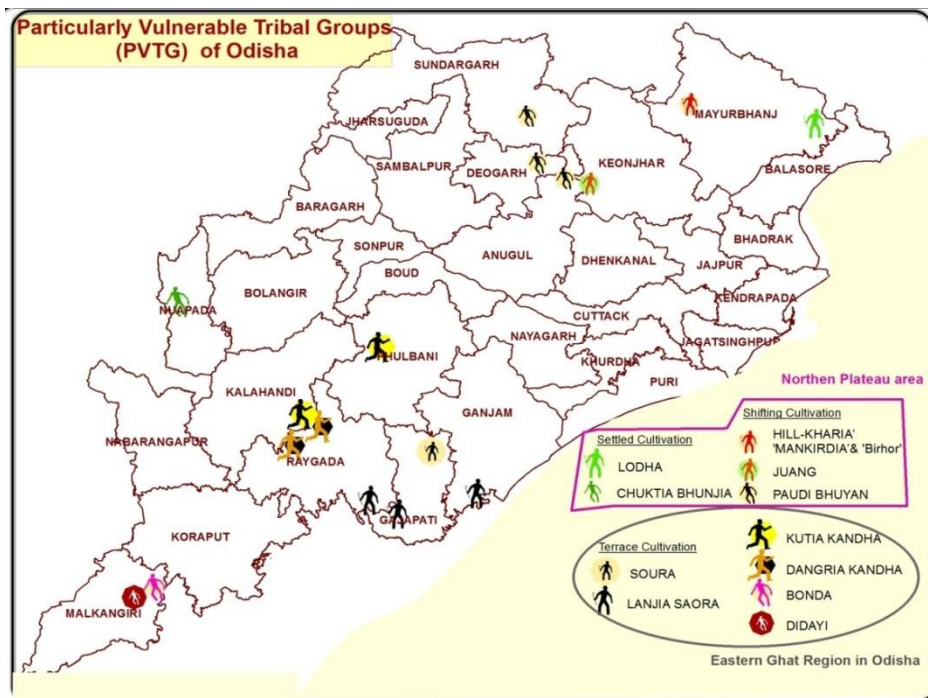 Particularly Vulnerable Tribal Groups
(PVTG) of Odisha
SUNDARGARH
MAYURBHANJ
JHARSUGUDA
SAMBALPUR
DEOGARH
KEONJHAR
BALASORE
BARAGARH
SONPUR
ANUGUL
DHENKANAL
BHADRAK
JAJPUR
BOUD
BOLANGIR
KENDRAPADA
NUAPADA
CUTTACK
NAYAGARH
JAGATSINGHPUR
PHULBANI
KHURDHA
PURI
KALAHANDI
GANJAM
NABARANGAPUR
RAYGADA
GAJAPATI
KORAPUT
MALKANGIRI
Northen Plateau area
Settled Cultivation
LODHA
CHUKTIA BHUNJIA
Shifting Cultivation
HILL-KHARIA'
'MANKIRDIA'& 'Birhor'
JUANG
PAUDI BHUYAN
Terrace Cultivation
SOURA
LANJIA SAORA
KUTIA KANDHA
DANGRIA KANDHA
BONDA
DIDAYI
Eastern Ghat Region in Odisha